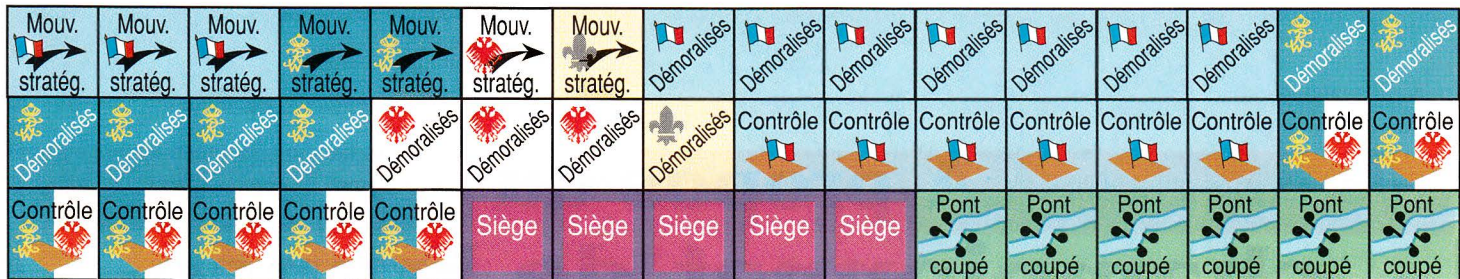 Mouv. Mouv. Mouv. Mouv. Mouv. Mouv. Mouv.
stratég. stratég. stratég. stratég. stratég. stratég. stratég.
Démoralisés Démoralisés Démoralisés Démoralisés Démoralisés Démoralisés Démoralisés Démoralisés Démoralisés
Démoralisés Démoralisés Démoralisés Démoralisés Démoralisés Démoralisés Démoralisés Démoralisés Contrôle Contrôle Contrôle Contrôle Contrôle Contrôle Contrôle Contrôle
Contrôle Contrôle Contrôle Contrôle Contrôle Siège Siège Siège Siège Siège
Pont Pont Pont Pont Pont Pont
coupé coupé coupé coupé coupé coupé